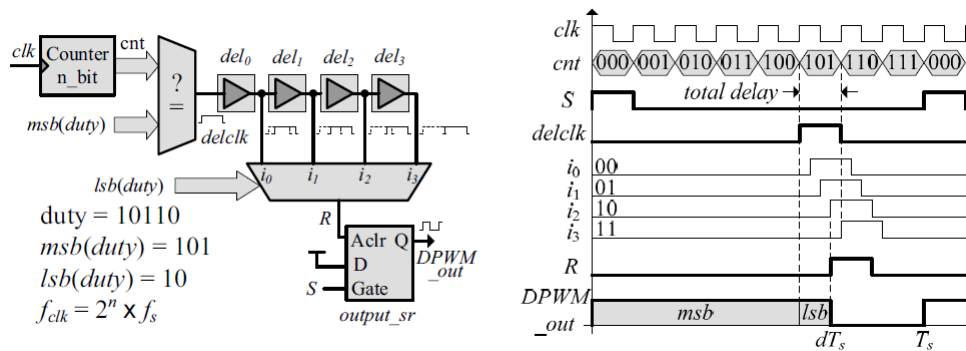 clk
Counter
n_bit
cnt
msb(duty)
?
=
del0
del1
del2
del3
delclk
lsb(duty)
i0
i1
i2
i3
duty = 10110
msb(duty) = 101
lsb(duty) = 10
fclk = 2^n x fs
R
Aclr Q
D
Gate
S
DPWM
_out
output_sr
clk
cnt
000 001 010 011 100 101 110 111 000
total delay
S
delclk
i0 00
i1 01
i2 10
i3 11
R
DPWM
_out
msb
lsb
dTs
Ts